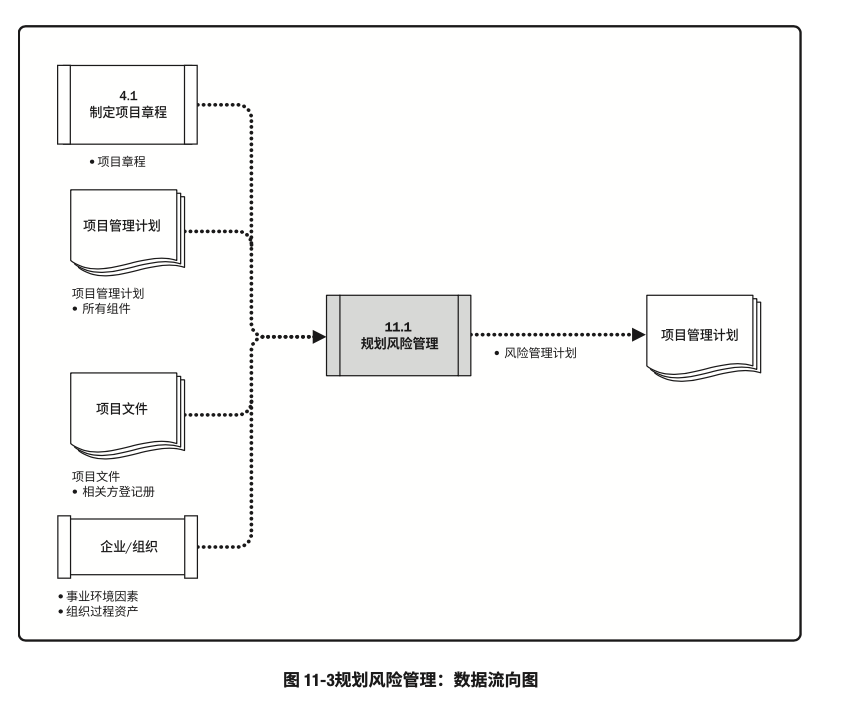 4.1
制定项目章程
• 项目章程
项目管理计划
项目管理计划
• 所有组件
项目文件
项目文件
• 相关方登记册
企业/组织
• 事业环境因素
• 组织过程资产
11.1
规划风险管理
• 风险管理计划
项目管理计划
图 11-3规划风险管理：数据流向图